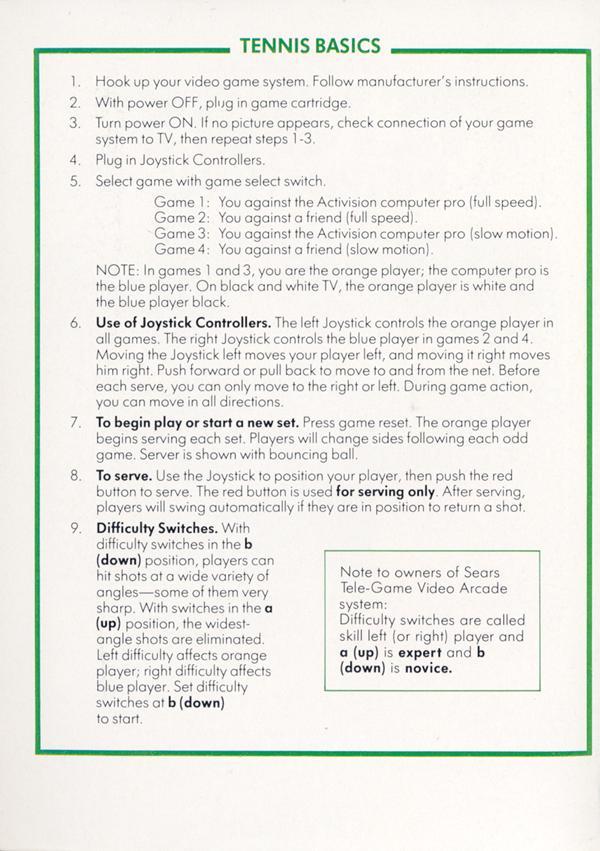 TENNIS BASICS
1. Hook up your video game system. Follow manufacturer's instructions.
2. With power OFF, plug in game cartridge.
3. Turn power ON. If no picture appears, check connection of your game
system to TV, then repeat steps 1-3.
4. Plug in Joystick Controllers.
5. Select game with game select switch.
Game 1: You against the Activision computer pro (full speed).
Game 2: You against a friend (full speed).
Game 3: You against the Activision computer pro (slow motion).
Game 4: You against a friend (slow motion).
NOTE: In games 1 and 3, you are the orange player; the computer pro is
the blue player. On black and white TV, the orange player is white and
the blue player black.
6. Use of Joystick Controllers. The left Joystick controls the orange player in
all games. The right Joystick controls the blue player in games 2 and 4.
Moving the Joystick left moves your player left, and moving it right moves
him right. Push forward or pull back to move to and from the net. Before
each serve, you can only move to the right or left. During game action,
you can move in all directions.
7. To begin play or start a new set. Press game reset. The orange player
begins serving each set. Players will change sides following each odd
game. Server is shown with bouncing ball.
8. To serve. Use the Joystick to position your player, then push the red
button to serve. The red button is used for serving only. After serving,
players will swing automatically if they are in position to return a shot.
9. Difficulty Switches. With
difficulty switches in the b
(down) position, players can
hit shots at a wide variety of
angles—some of them very
sharp. With switches in the a
(up) position, the widest-
angle shots are eliminated.
Left difficulty affects orange
player; right difficulty affects
blue player. Set difficulty
switches at b (down)
to start.
Note to owners of Sears
Tele-Game Video Arcade
system:
Difficulty switches are called
skill left (or right) player and
a (up) is expert and b
(down) is novice.